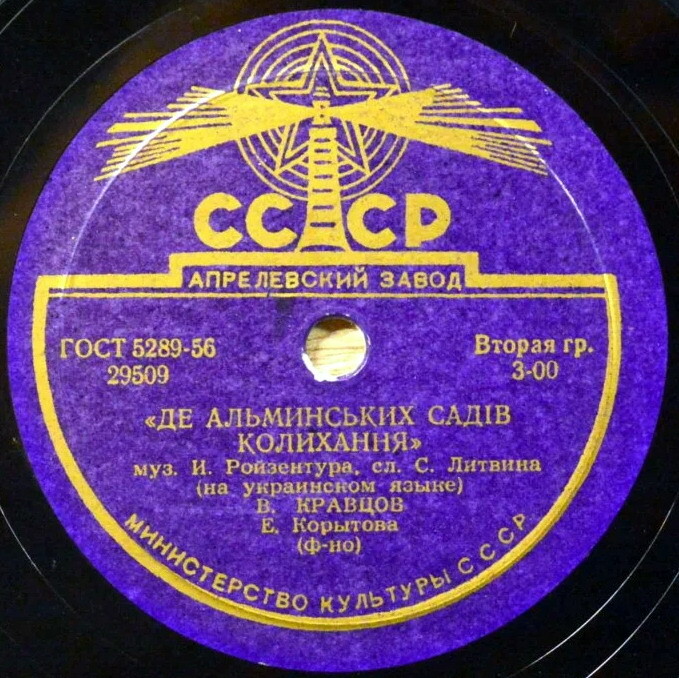 СССР
АПРЕЛЕВСКИЙ ЗАВОД
ГОСТ 5289-56
29509
Вторая гр.
3-00
«ДЕ АЛЬМИНСЬКИХ САДІВ
КОЛИХАННЯ»
муз. И. Ройзентура, сл. С. Литвина
(на украинском языке)
В. КРАВЦОВ
Е. Корытова
(ф-но)
МИНИСТЕРСТВО КУЛЬТУРЫ СССР